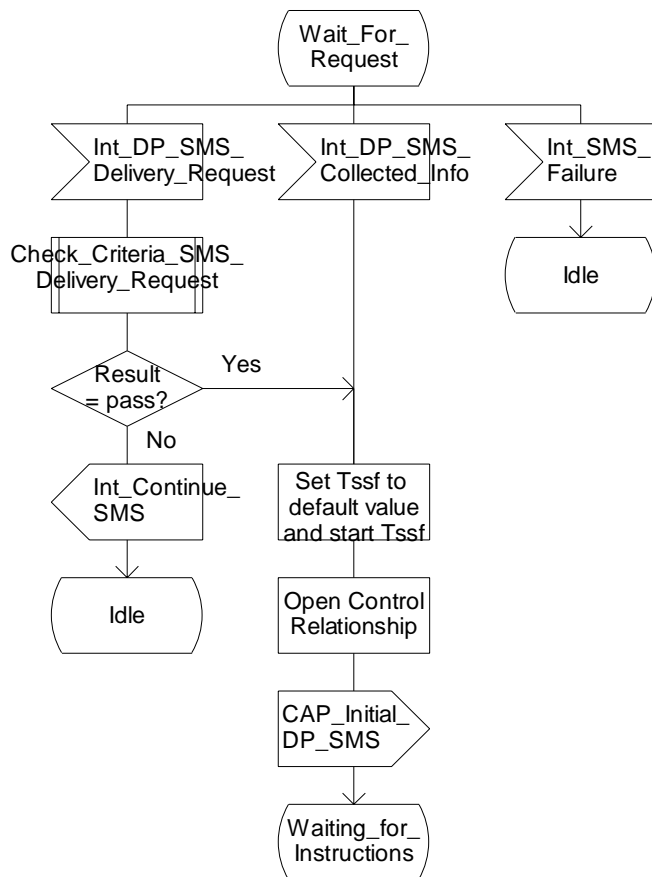 Wait_For_
Request
Int_DP_SMS_
Delivery_Request
Int_DP_SMS_
Collected_Info
Int_SMS_
Failure
Check_Criteria_SMS_
Delivery_Request
Idle
Result
= pass?
Yes
No
Int_Continue_
SMS
Set Tssf to
default value
and start Tssf
Idle
Open Control
Relationship
CAP_Initial_
DP_SMS
Waiting_for_
Instructions